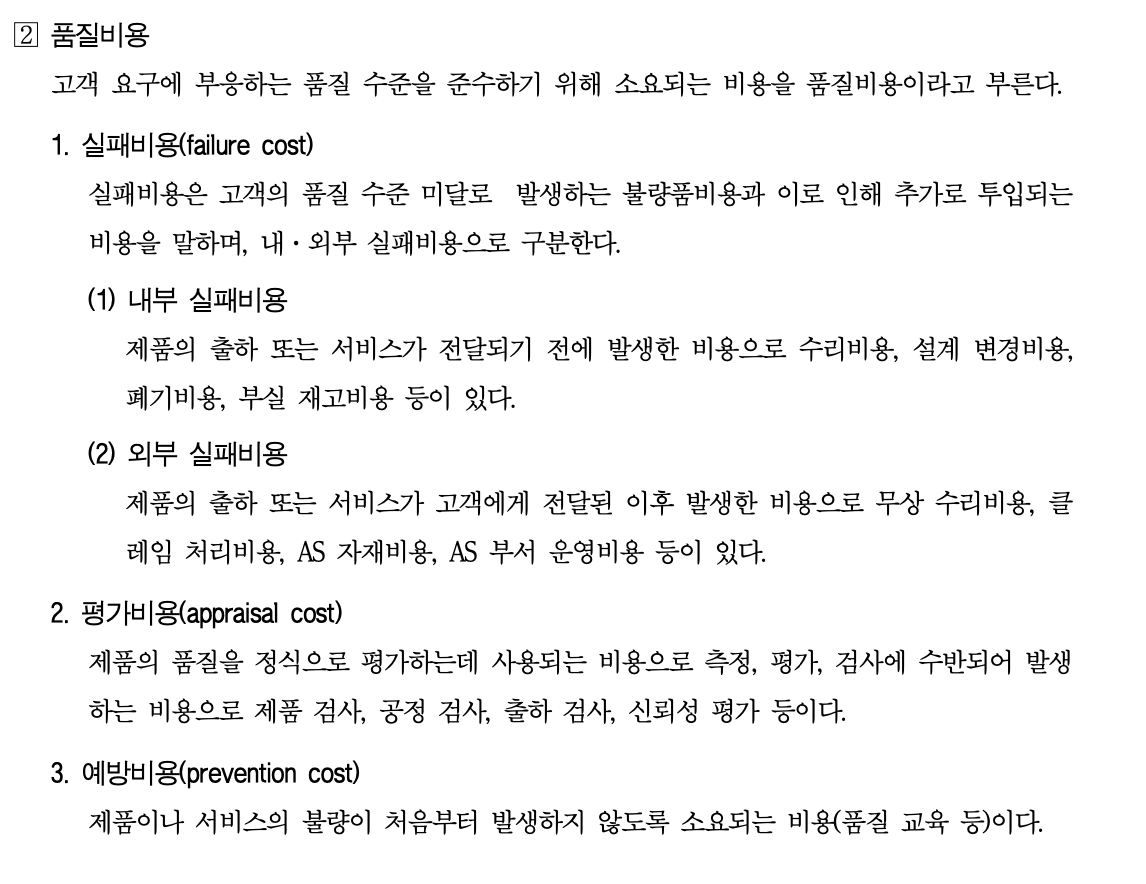 2 품질비용
고객 요구에 부응하는 품질 수준을 준수하기 위해 소요되는 비용을 품질비용이라고 부른다.
1. 실패비용(failure cost)
실패비용은 고객의 품질 수준 미달로 발생하는 불량품비용과 이로 인해 추가로 투입되는
비용을 말하며, 내・외부 실패비용으로 구분한다.
(1) 내부 실패비용
제품의 출하 또는 서비스가 전달되기 전에 발생한 비용으로 수리비용, 설계 변경비용,
폐기비용, 부실 재고비용 등이 있다.
(2) 외부 실패비용
제품의 출하 또는 서비스가 고객에게 전달된 이후 발생한 비용으로 무상 수리비용, 클
레임 처리비용, AS 자재비용, AS 부서 운영비용 등이 있다.
2. 평가비용(appraisal cost)
제품의 품질을 정식으로 평가하는데 사용되는 비용으로 측정, 평가, 검사에 수반되어 발생
하는 비용으로 제품 검사, 공정 검사, 출하 검사, 신뢰성 평가 등이다.
3. 예방비용(prevention cost)
제품이나 서비스의 불량이 처음부터 발생하지 않도록 소요되는 비용(품질 교육 등)이다.